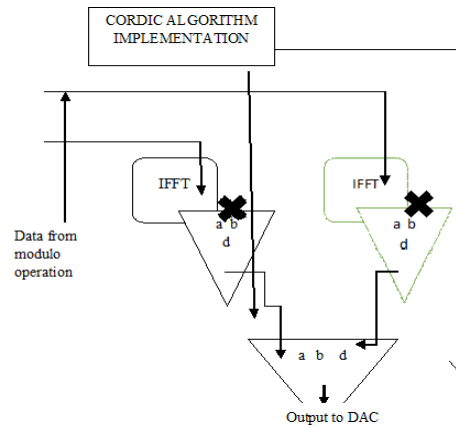 CORDIC ALGORITHM
IMPLEMENTATION
IFFT
IFFT
a b
d
a b
d
Data from
modulo
operation
a b d
Output to DAC